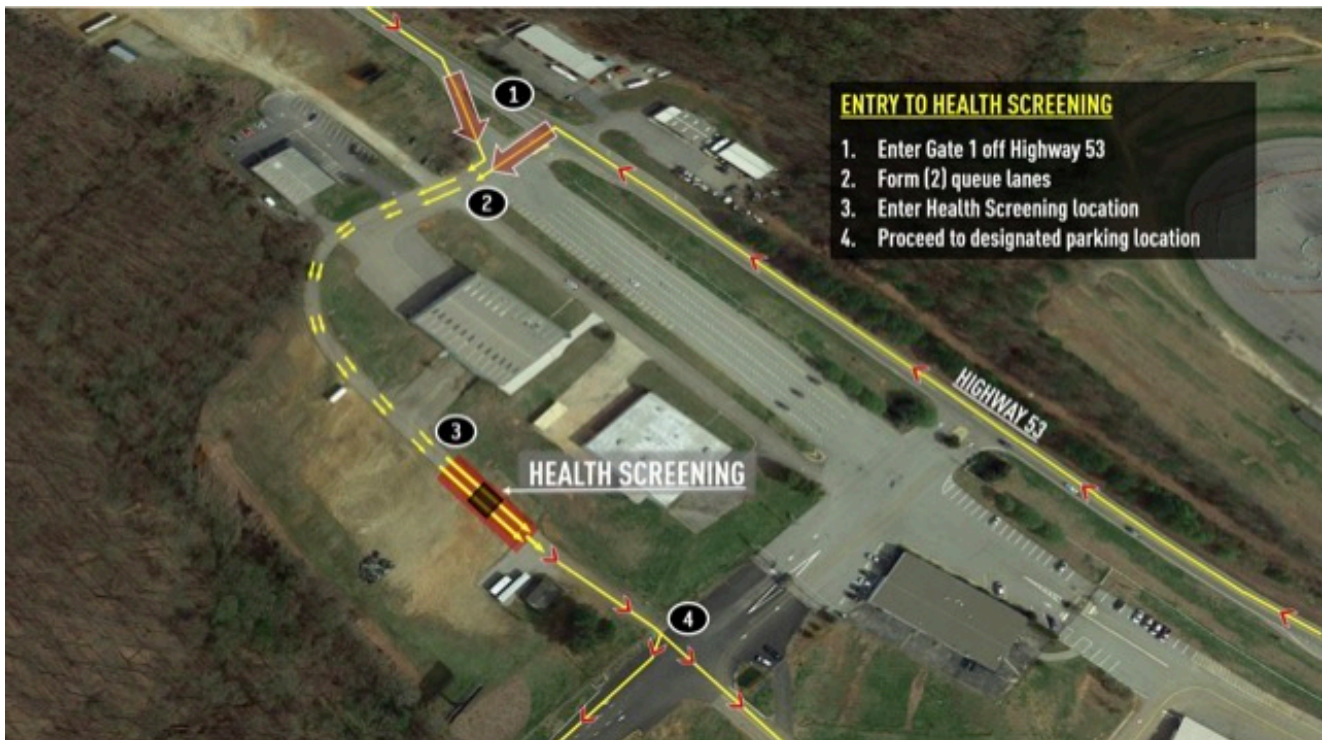 1
ENTRY TO HEALTH SCREENING
1. Enter Gate 1 off Highway 53
2. Form (2) queue lanes
3. Enter Health Screening location
4. Proceed to designated parking location
2
HIGHWAY 53
3
HEALTH SCREENING
4